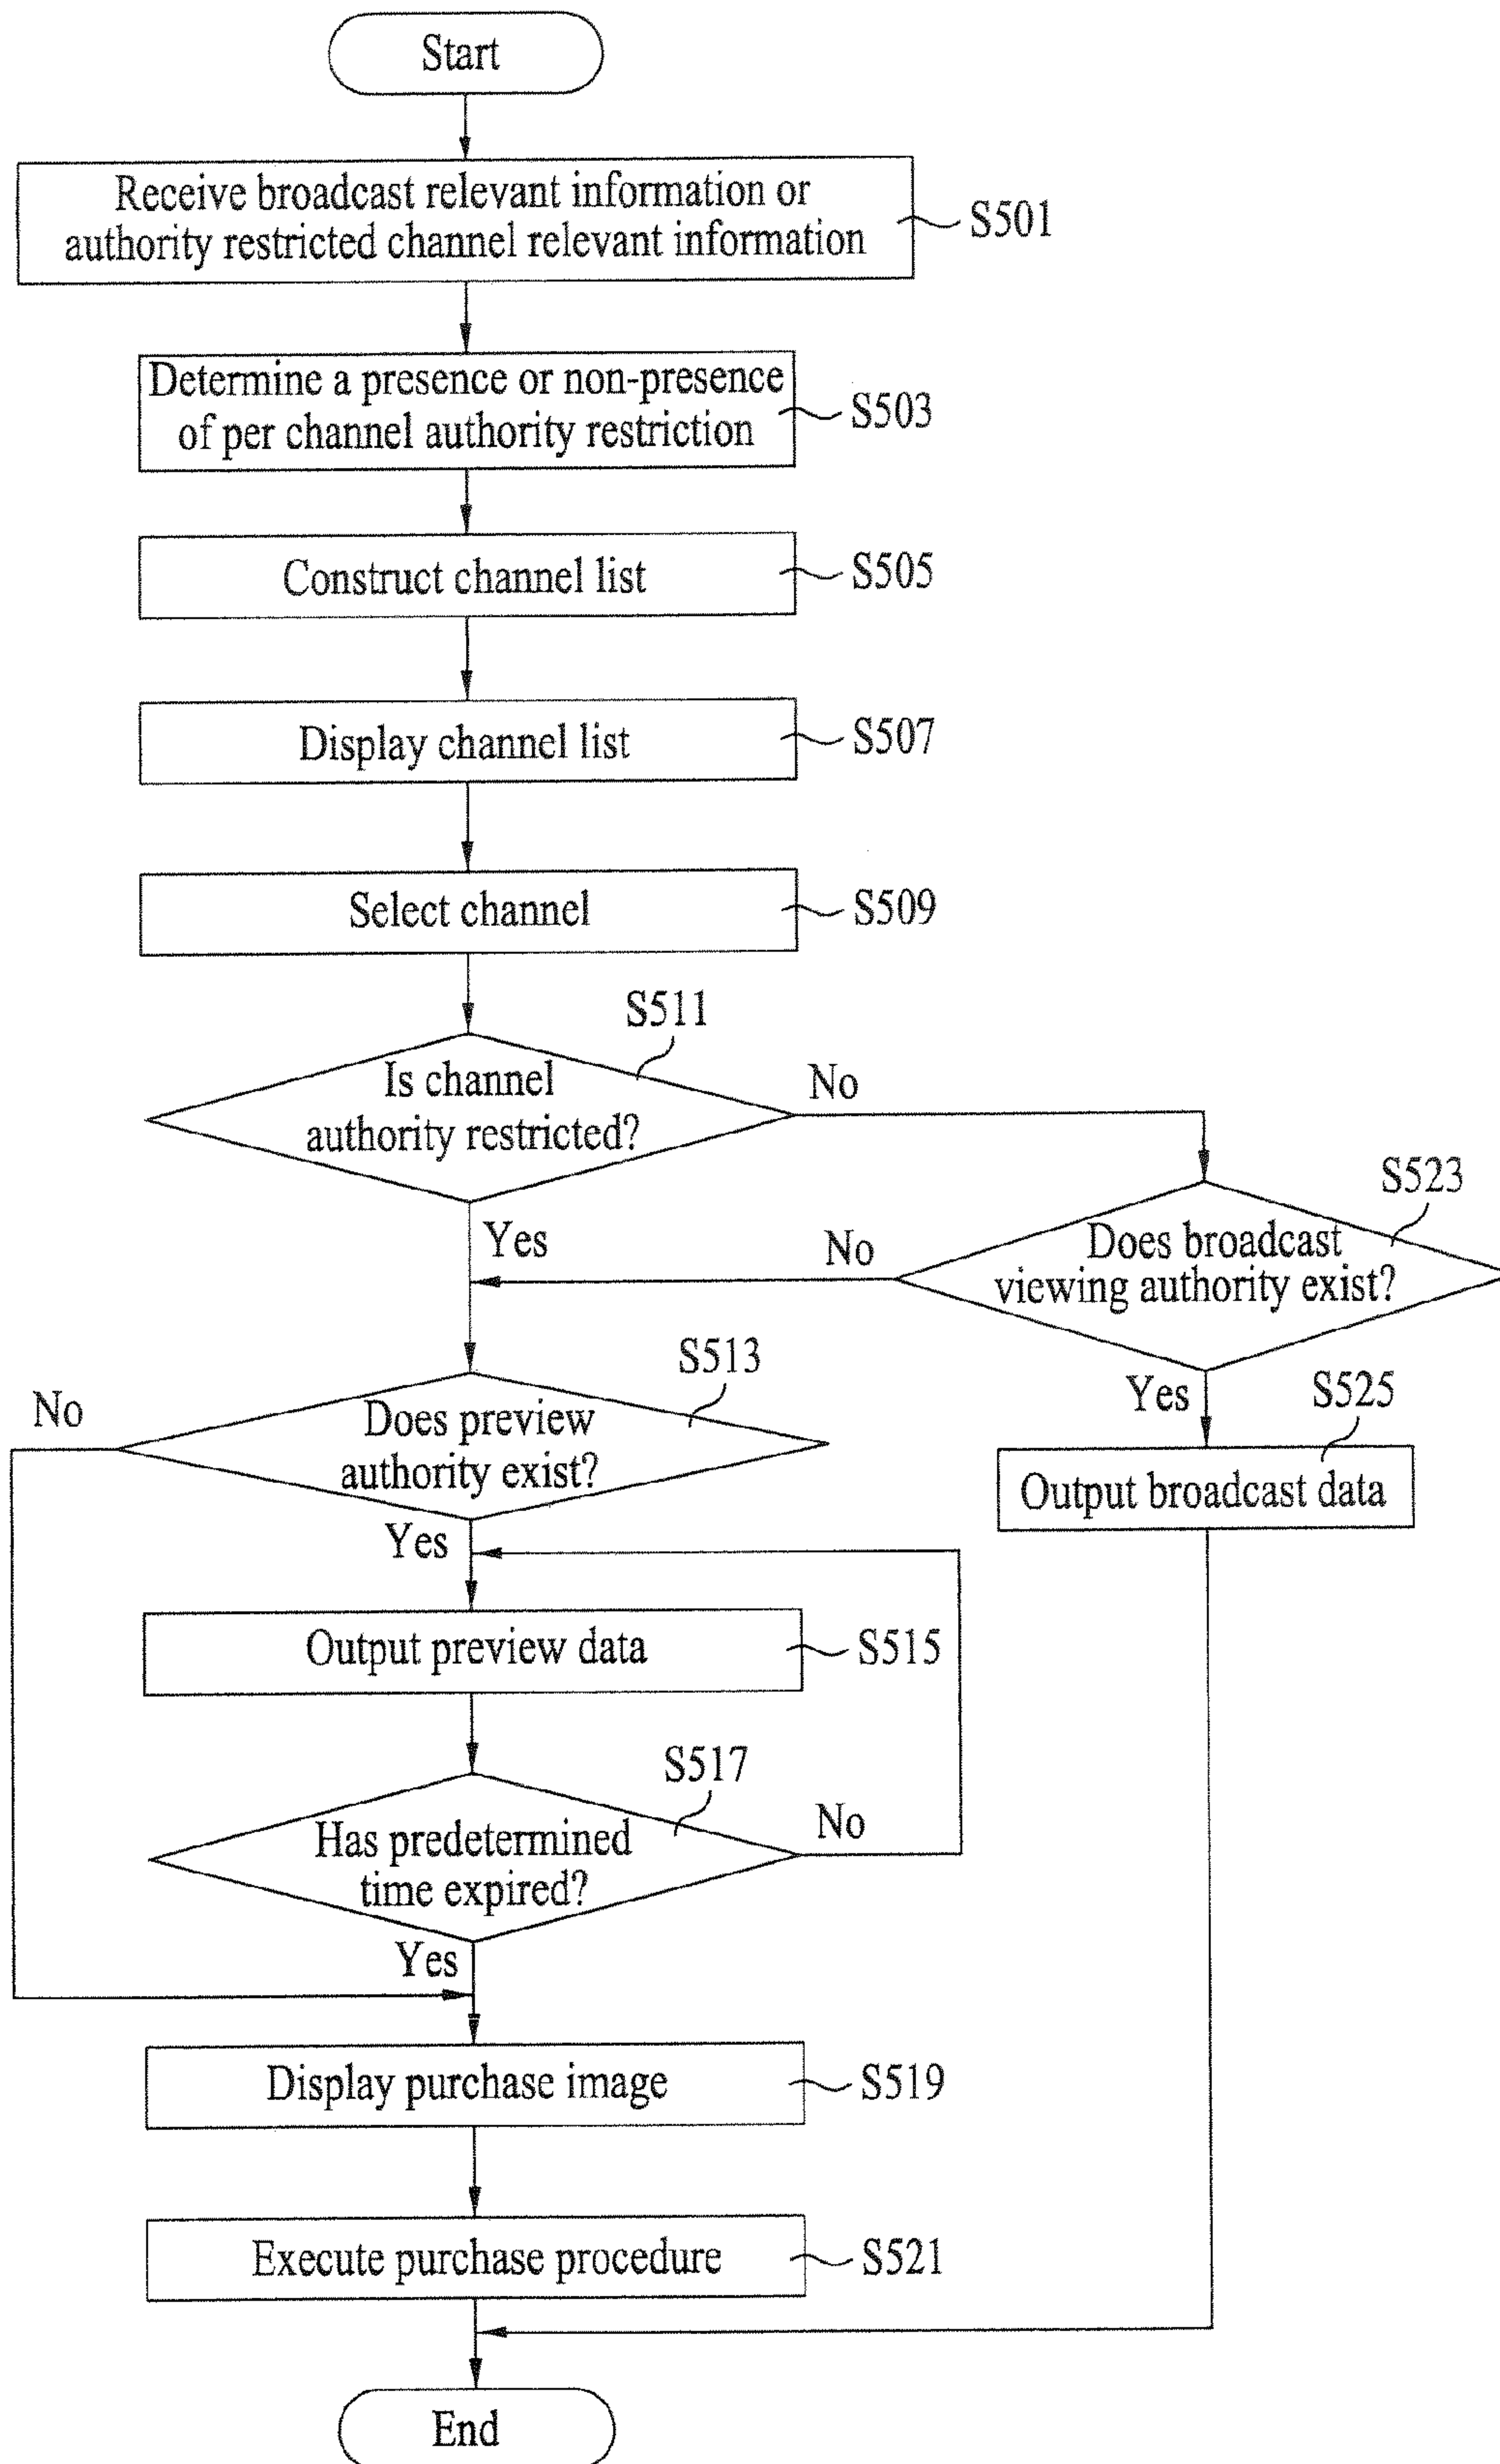 Start
Receive broadcast relevant information or
authority restricted channel relevant information
S501
Determine a presence or non-presence
of per channel authority restriction
S503
Construct channel list
S505
Display channel list
S507
Select channel
S509
S511
Is channel
authority restricted?
No
Yes
S523
Does broadcast
viewing authority exist?
No
Yes
S525
Output broadcast data
S513
Does preview
authority exist?
No
Yes
Output preview data
S515
S517
Has predetermined
time expired?
No
Yes
Display purchase image
S519
Execute purchase procedure
S521
End